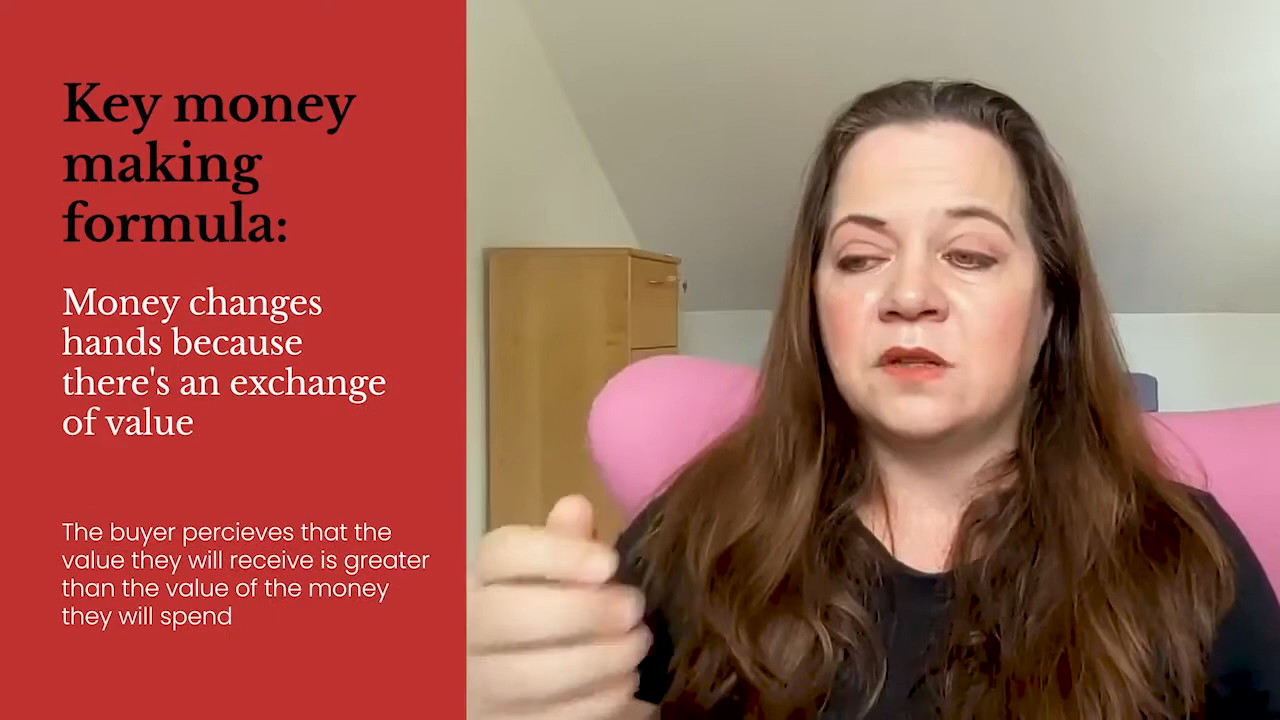 Key money
making
formula:
Money changes
hands because
there's an exchange
of value
The buyer percieves that the
value they will receive is greater
than the value of the money
they will spend